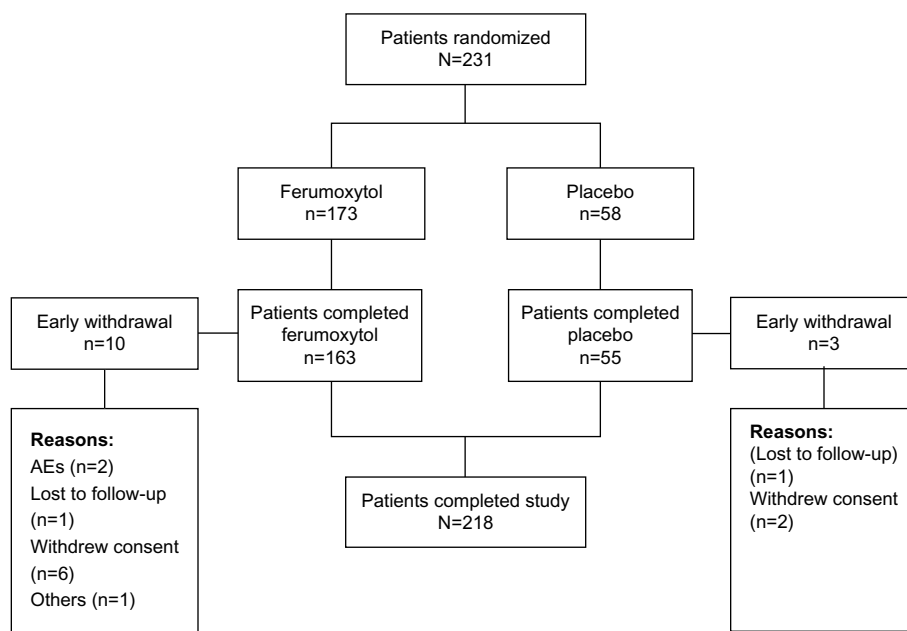 Patients randomized
N=231
Ferumoxytol
n=173
Placebo
n=58
Early withdrawal
n=10
Patients completed
ferumoxytol
n=163
Patients completed
placebo
n=55
Early withdrawal
n=3
Reasons:
AEs (n=2)
Lost to follow-up
(n=1)
Withdrew consent
(n=6)
Others (n=1)
Patients completed study
N=218
Reasons:
(Lost to follow-up)
(n=1)
Withdrew consent
(n=2)